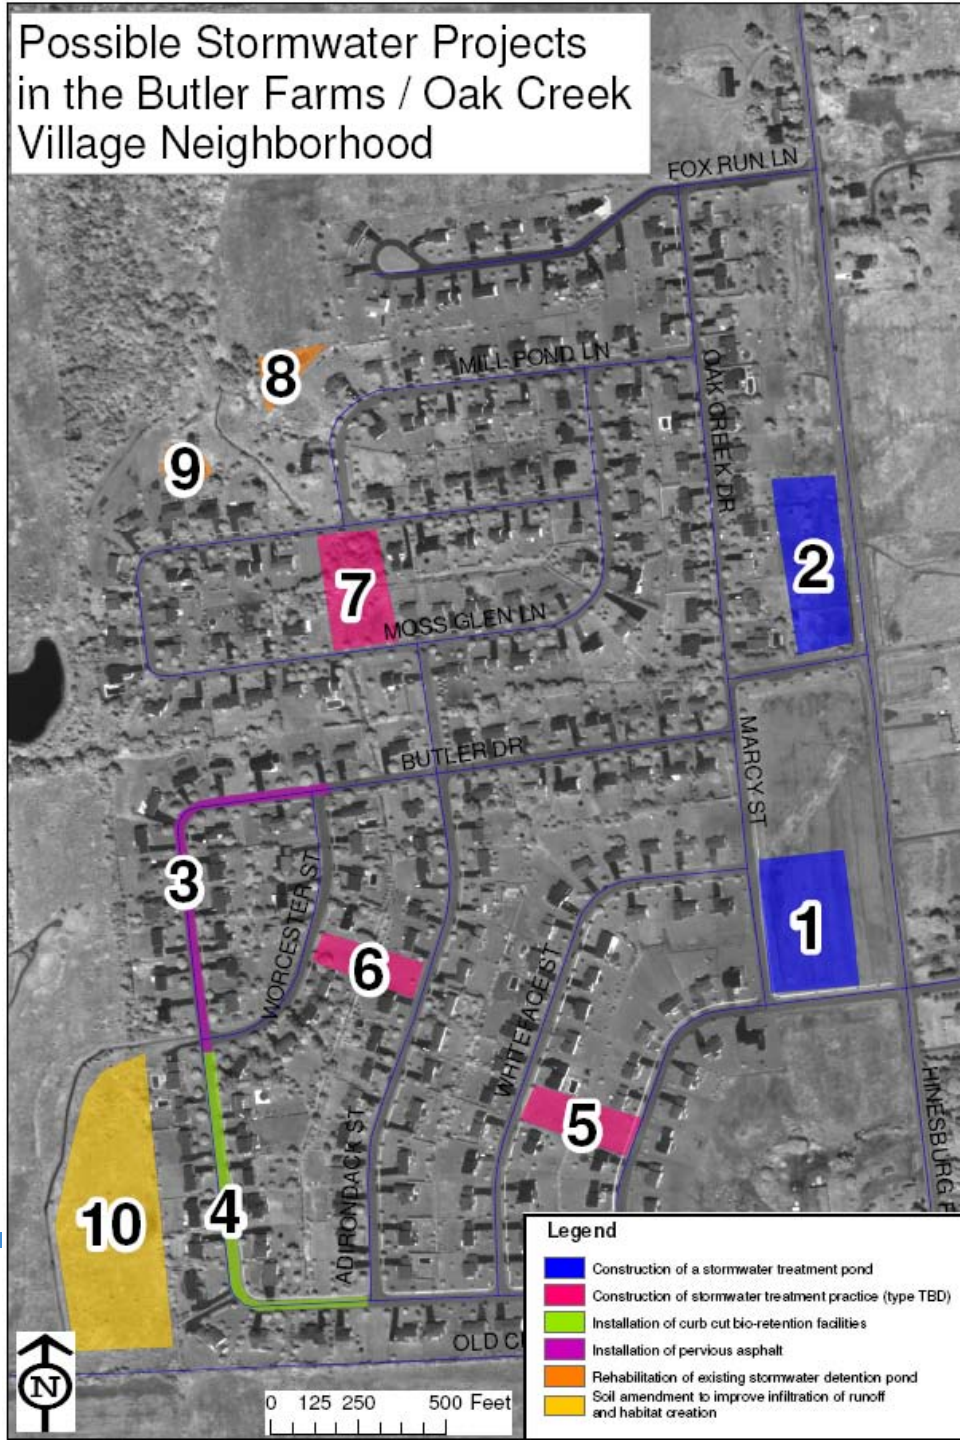 Possible Stormwater Projects
in the Butler Farms / Oak Creek
Village Neighborhood
FOX RUN LN
MILL POND LN
OAK CREEK DR
8
9
2
7
MOSS GLEN LN
BUTLER DR
MARCY ST
3
WORCESTER ST
6
1
WHITEFACE ST
5
HINESBURG
ADIRONDACK ST
4
10
OLD
Legend
Construction of a stormwater treatment pond
Construction of stormwater treatment practice (type TBD)
Installation of curb cut bio-retention facilities
Installation of pervious asphalt
Rehabilitation of existing stormwater detention pond
Soil amendment to improve infiltration of runoff
and habitat creation
N
0 125 250 500 Feet